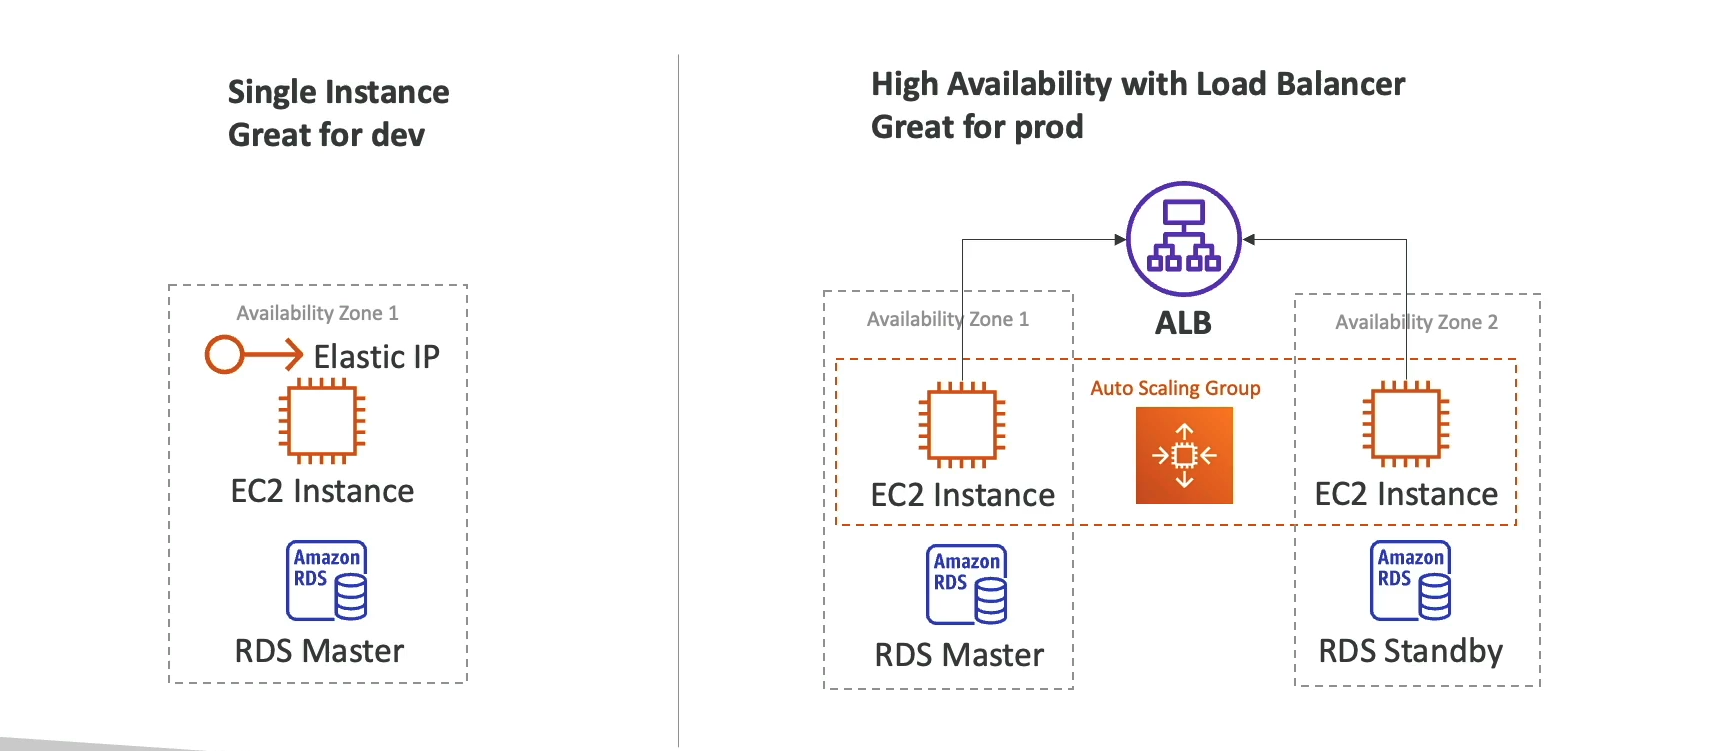 Single Instance
Great for dev
Availability Zone 1
Elastic IP
EC2 Instance
Amazon
RDS
RDS Master
High Availability with Load Balancer
Great for prod
ALB
Availability Zone 1
Availability Zone 2
Auto Scaling Group
EC2 Instance
EC2 Instance
Amazon
RDS
RDS Master
Amazon
RDS
RDS Standby